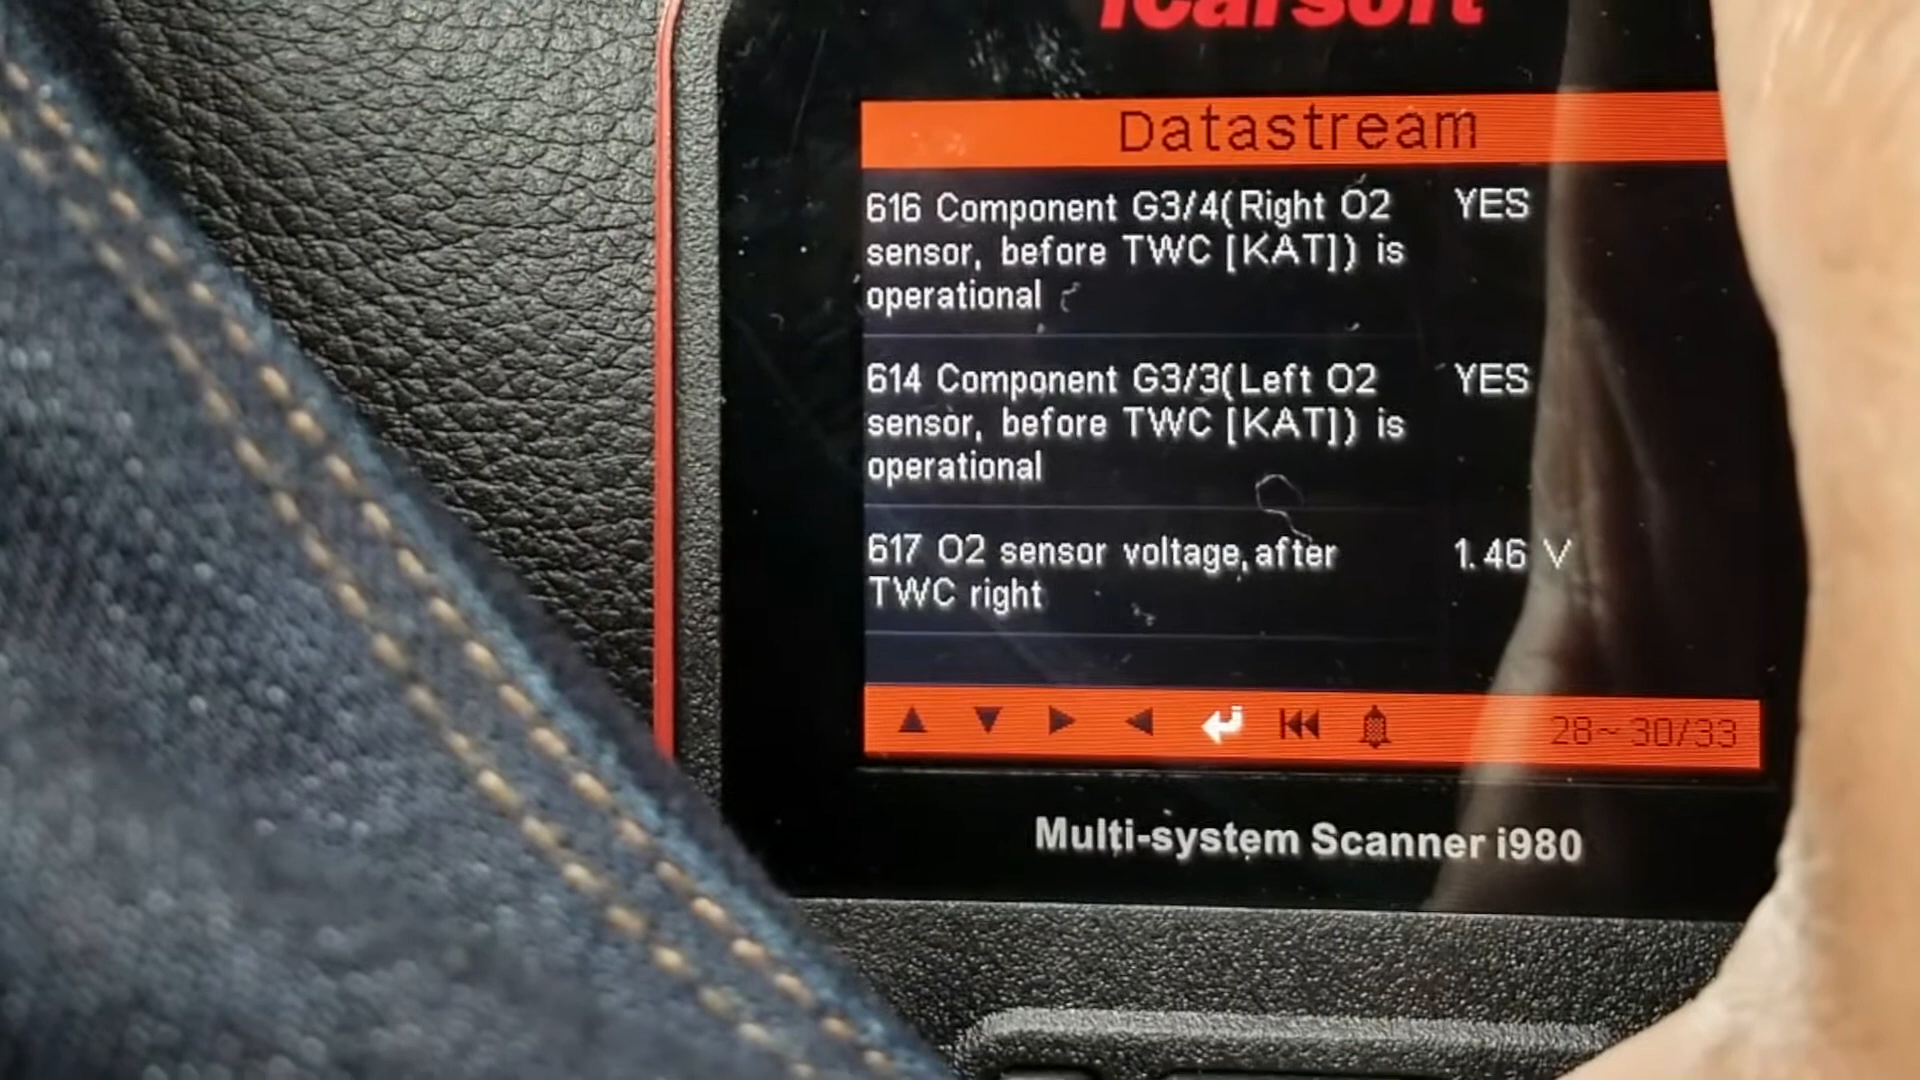 iCarsoft
Datastream
616 Component G3/4(Right O2 YES
sensor, before TWC [KAT]) is
operational
614 Component G3/3(Left O2 YES
sensor, before TWC [KAT]) is
operational
617 O2 sensor voltage,after 1.46 V
TWC right
28~30/33
Multi-system Scanner i980